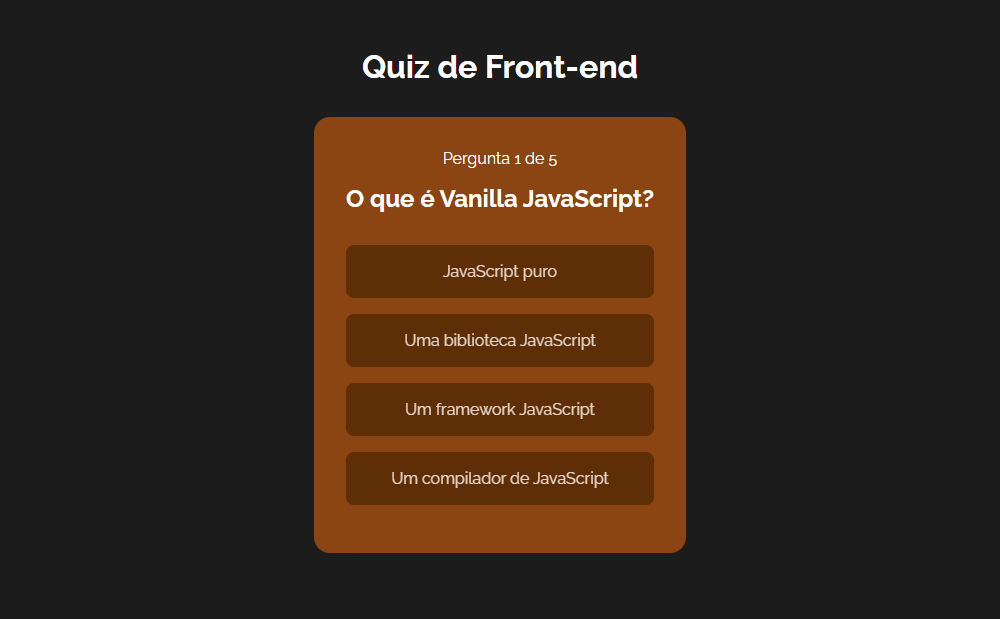 Quiz de Front-end
Pergunta 1 de 5
O que é Vanilla JavaScript?
JavaScript puro
Uma biblioteca JavaScript
Um framework JavaScript
Um compilador de JavaScript